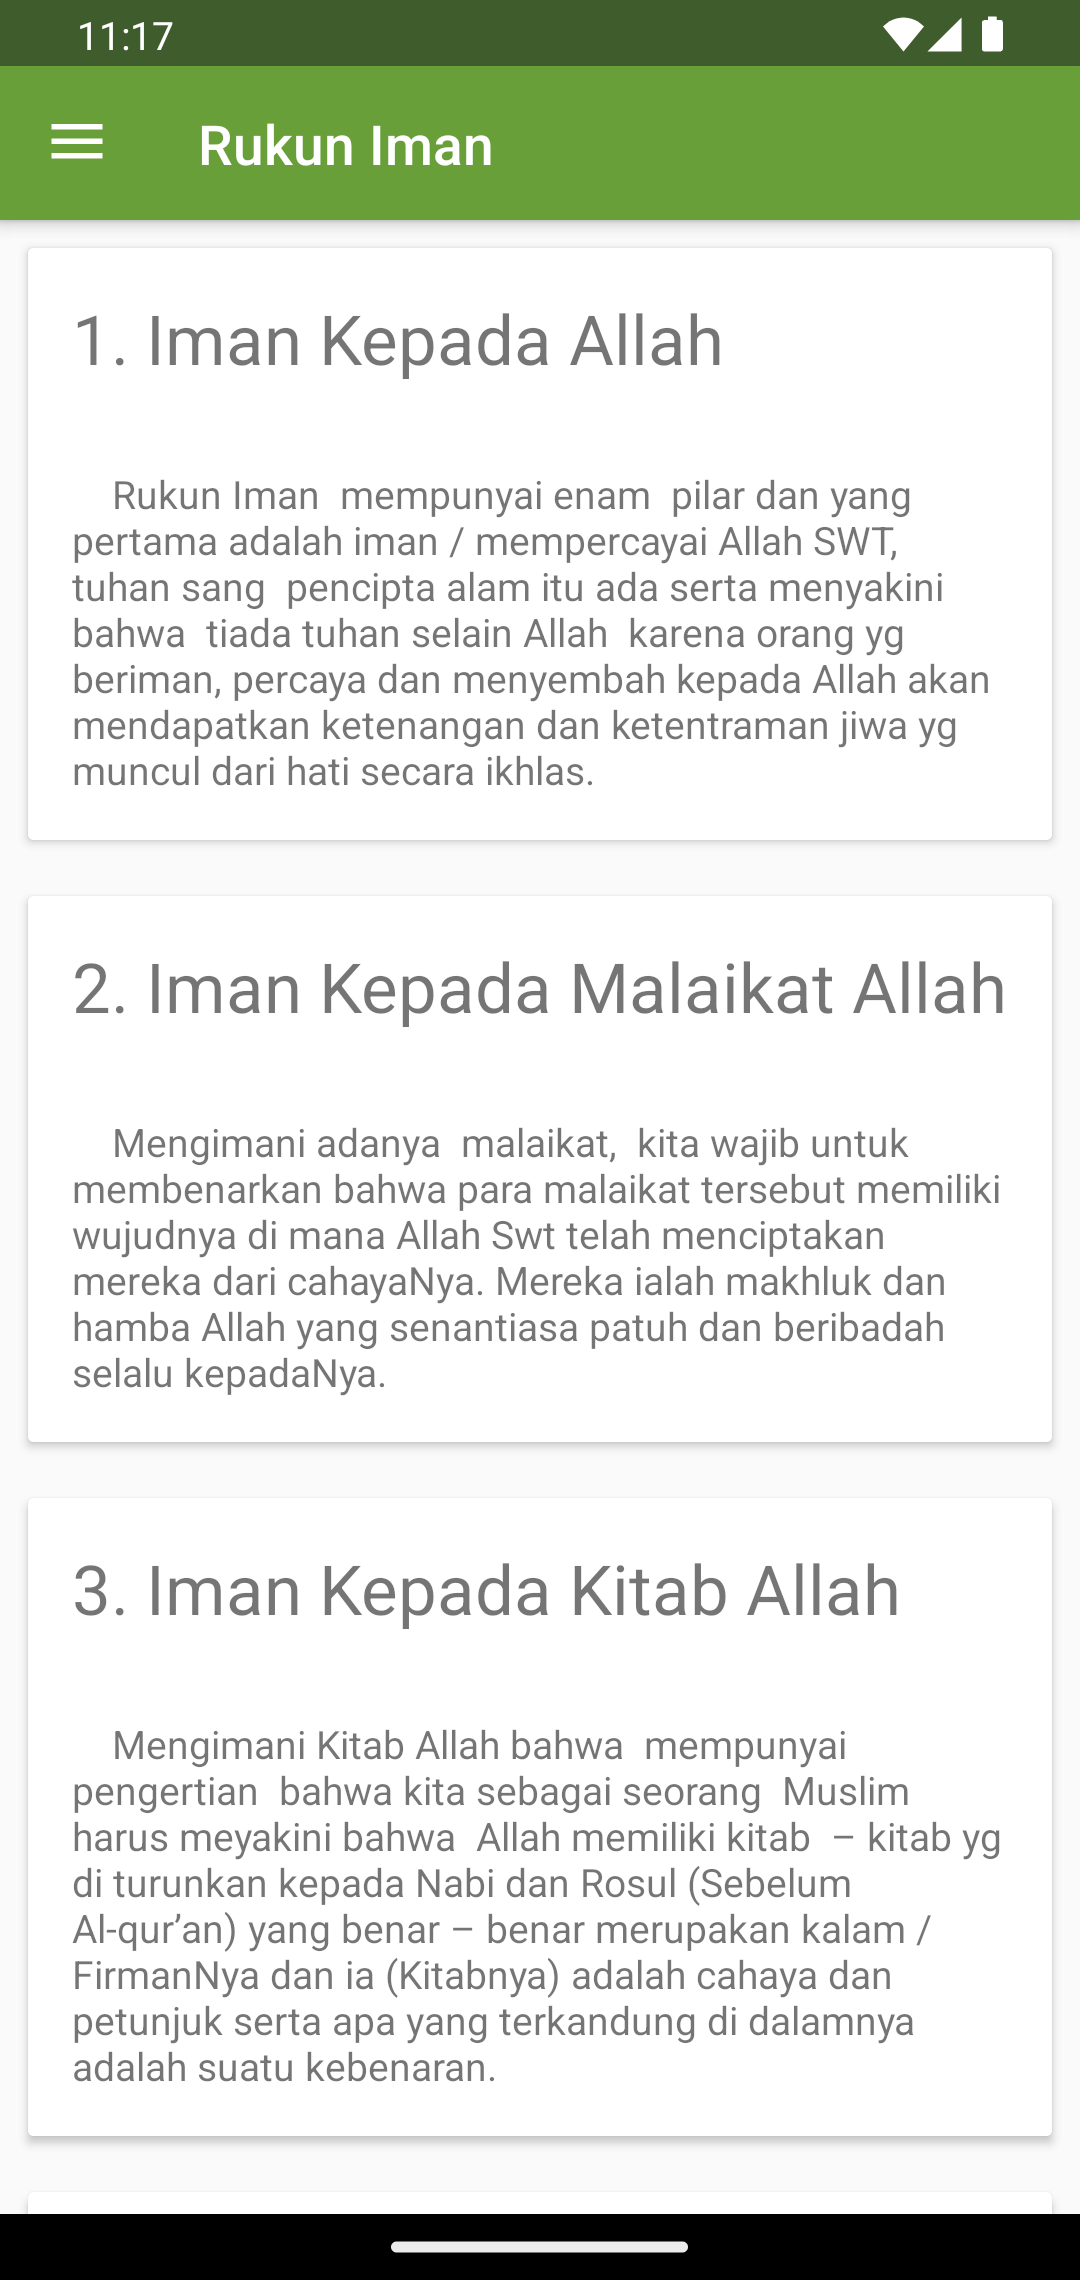 11:17
Rukun Iman
1. Iman Kepada Allah
Rukun Iman  mempunyai enam  pilar dan yang
pertama adalah iman / mempercayai Allah SWT,
tuhan sang  pencipta alam itu ada serta menyakini
bahwa  tiada tuhan selain Allah  karena orang yg
beriman, percaya dan menyembah kepada Allah akan
mendapatkan ketenangan dan ketentraman jiwa yg
muncul dari hati secara ikhlas.
2. Iman Kepada Malaikat Allah
Mengimani adanya  malaikat,  kita wajib untuk
membenarkan bahwa para malaikat tersebut memiliki
wujudnya di mana Allah Swt telah menciptakan
mereka dari cahayaNya. Mereka ialah makhluk dan
hamba Allah yang senantiasa patuh dan beribadah
selalu kepadaNya.
3. Iman Kepada Kitab Allah
Mengimani Kitab Allah bahwa  mempunyai
pengertian  bahwa kita sebagai seorang  Muslim
harus meyakini bahwa  Allah memiliki kitab  – kitab yg
di turunkan kepada Nabi dan Rosul (Sebelum
Al-qur’an) yang benar – benar merupakan kalam /
FirmanNya dan ia (Kitabnya) adalah cahaya dan
petunjuk serta apa yang terkandung di dalamnya
adalah suatu kebenaran.